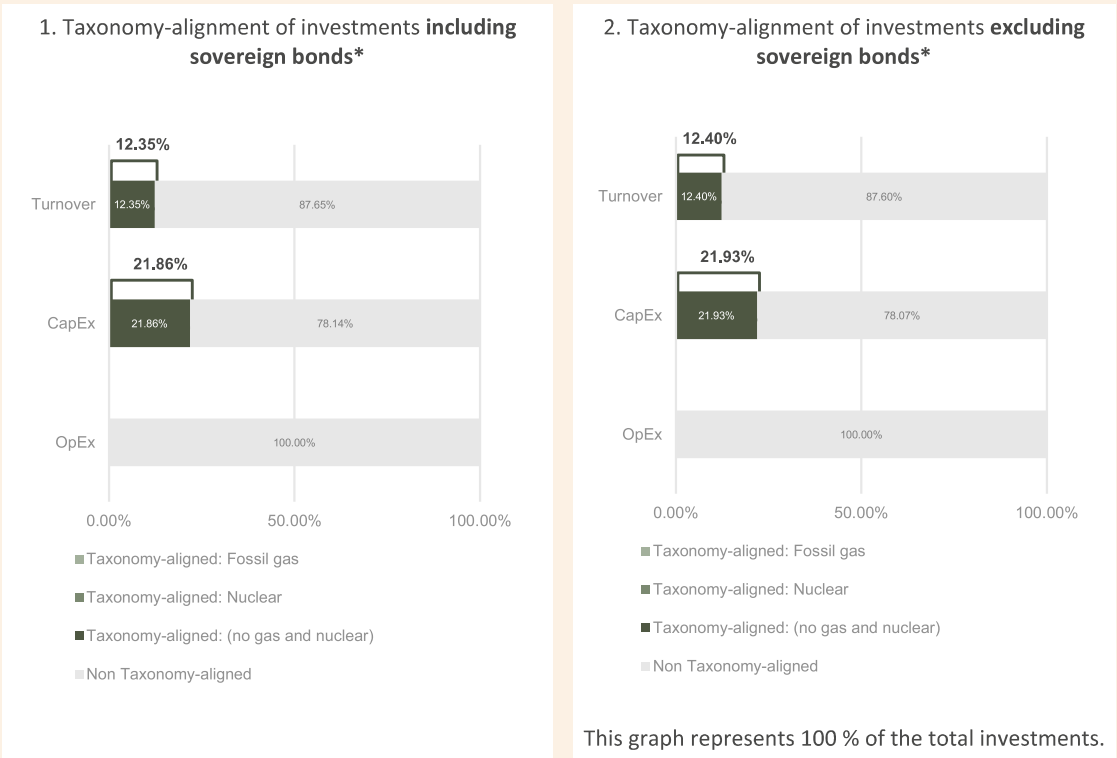 1. Taxonomy-alignment of investments including
sovereign bonds*
12.35%
Turnover
12.35%
87.65%
21.86%
CapEx
21.86%
78.14%
OpEx
100.00%
0.00%
50.00%
100.00%
Taxonomy-aligned: Fossil gas
Taxonomy-aligned: Nuclear
Taxonomy-aligned: (no gas and nuclear)
Non Taxonomy-aligned
2. Taxonomy-alignment of investments excluding
sovereign bonds*
12.40%
Turnover
12.40%
87.60%
21.93%
CapEx
21.93%
78.07%
OpEx
100.00%
0.00%
50.00%
100.00%
Taxonomy-aligned: Fossil gas
Taxonomy-aligned: Nuclear
Taxonomy-aligned: (no gas and nuclear)
Non Taxonomy-aligned
This graph represents 100 % of the total investments.